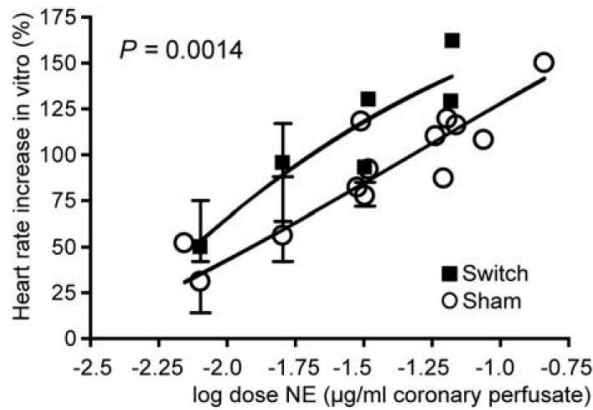 Heart rate increase in vitro (%)
175
150
125
100
75
50
25
0
P = 0.0014
Switch
Sham
-2.5 -2.25 -2.0 -1.75 -1.5 -1.25 -1.0 -0.75
log dose NE (µg/ml coronary perfusate)